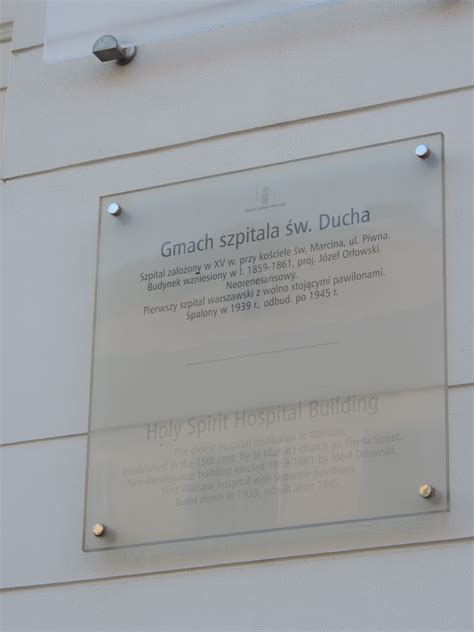 Gmach szpitala św. Ducha
Szpital założony w XV w. przy kościele św. Marcina, ul. Piwna.
Budynek wzniesiony w l. 1859-1861, proj. Józef Orłowski.
Neorenesansowy.
Pierwszy szpital warszawski z wolno stojącymi pawilonami.
Spalony w 1939 r., odbud. po 1945 r.
Holy Spirit Hospital Building
The oldest hospital institution in Warsaw,
established in the 15th cent. by St Martin's church on Piwna Street.
Neo-Renaissance building erected 1859-1861 by Józef Orłowski.
First Warsaw hospital with separate pavilions.
Burnt down in 1939, rebuilt after 1945.